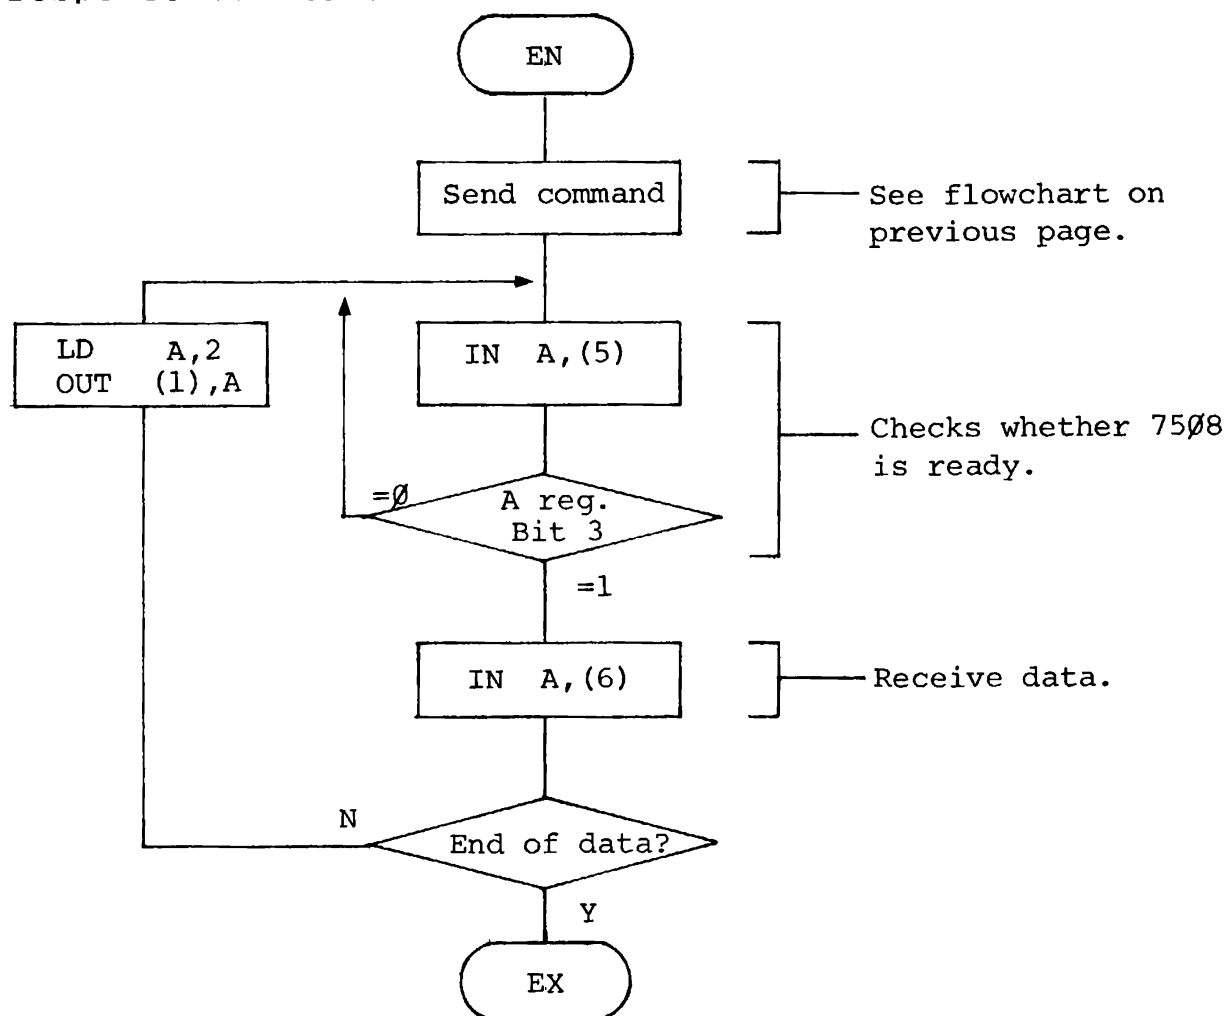 EN
Send command
See flowchart on
previous page.
LD A,2
OUT (1),A
IN A,(5)
Checks whether 75Ø8
is ready.
=Ø
A reg.
Bit 3
=1
IN A,(6)
Receive data.
N
End of data?
Y
EX